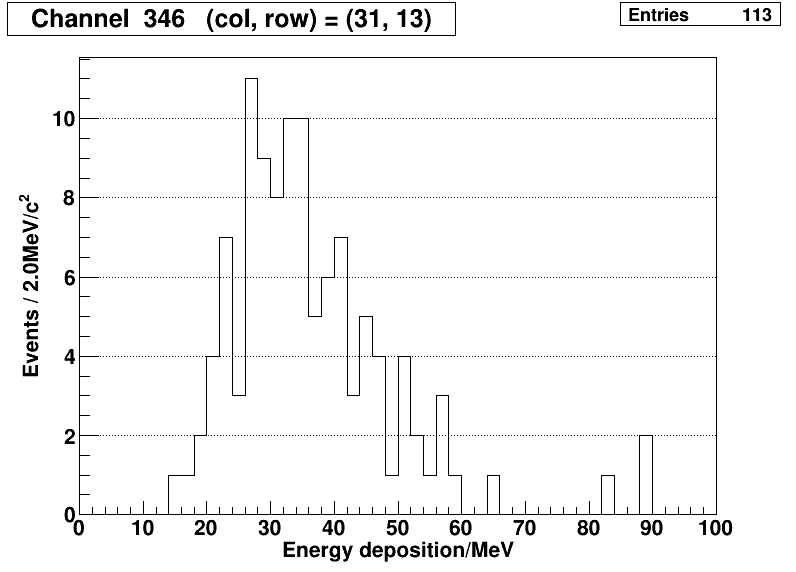 Channel 346 (col, row) = (31, 13)
Entries 113
Events / 2.0MeV/c²
10
8
6
4
2
0
0 10 20 30 40 50 60 70 80 90 100
Energy deposition/MeV